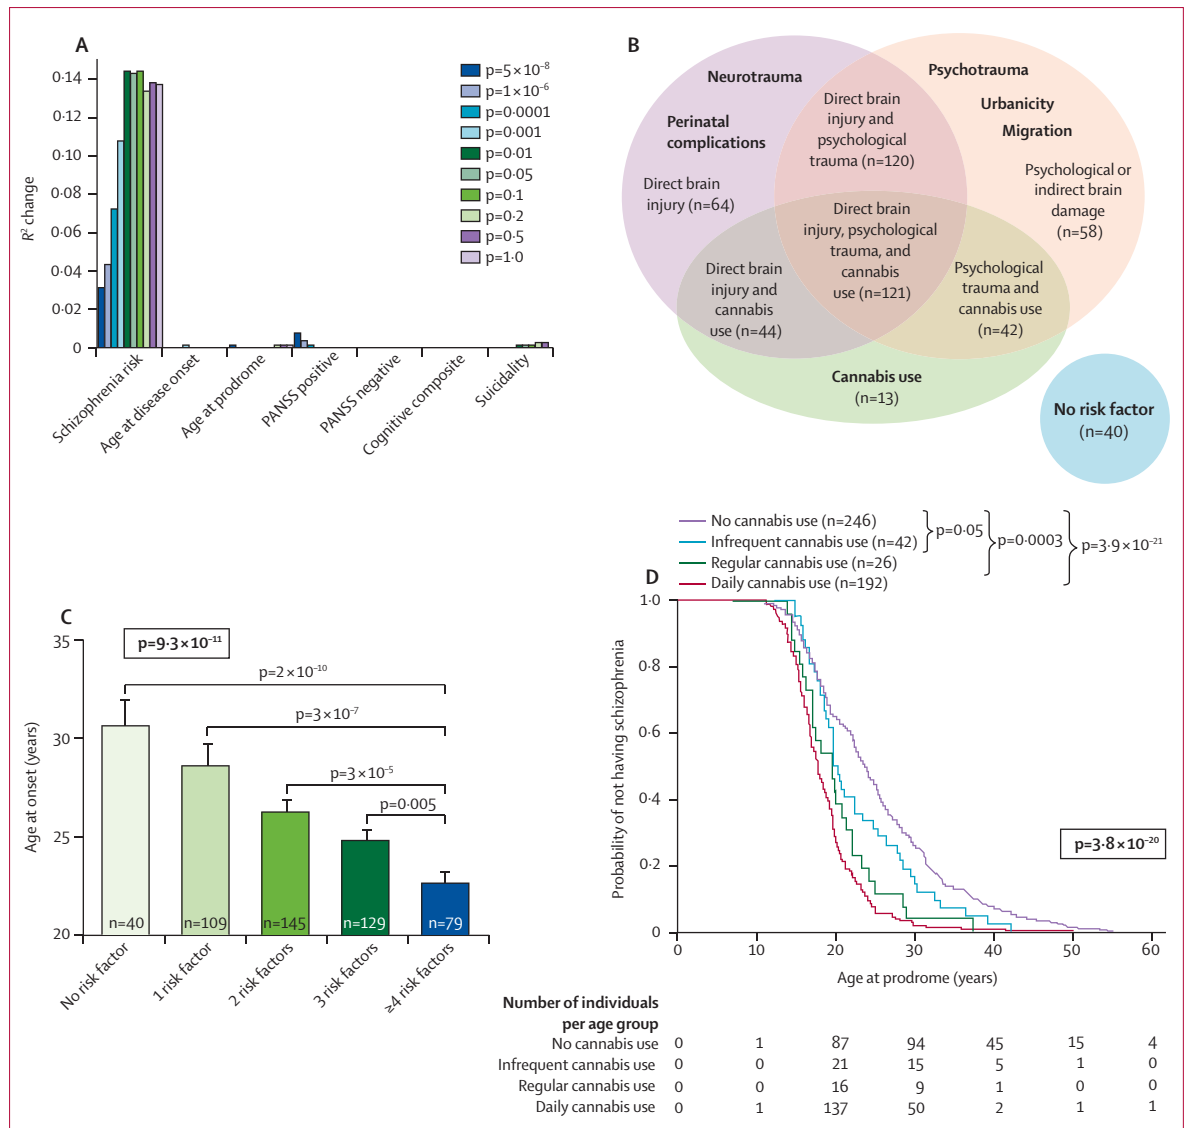 A
R² change
0·14
0·12
0·10
0·08
0·06
0·04
0·02
0
p=5×10⁻⁸
p=1×10⁻⁶
p=0·0001
p=0·001
p=0·01
p=0·05
p=0·1
p=0·2
p=0·5
p=1·0
Schizophrenia risk
Age at disease onset
Age at prodrome
PANSS positive
PANSS negative
Cognitive composite
Suicidality
B
Neurotrauma
Perinatal
complications
Direct brain
injury (n=64)
Direct brain
injury and
psychological
trauma (n=120)
Psychotrauma
Urbanicity
Migration
Psychological or
indirect brain
damage
(n=58)
Direct brain
injury, psychological
trauma, and
cannabis
use (n=121)
Direct brain
injury and
cannabis
use (n=44)
Psychological
trauma and
cannabis use
(n=42)
Cannabis use
(n=13)
No risk factor
(n=40)
C
Age at onset (years)
35
30
25
20
p=9·3×10⁻¹¹
p=2×10⁻¹⁰
p=3×10⁻⁷
p=3×10⁻⁵
p=0·005
n=40
n=109
n=145
n=129
n=79
No risk factor
1 risk factor
2 risk factors
3 risk factors
≥4 risk factors
D
No cannabis use (n=246)
Infrequent cannabis use (n=42)
Regular cannabis use (n=26)
Daily cannabis use (n=192)
p=0·05
p=0·0003
p=3·9×10⁻²¹
Probability of not having schizophrenia
1·0
0·8
0·6
0·4
0·2
0
p=3·8×10⁻²⁰
0 10 20 30 40 50 60
Age at prodrome (years)
Number of individuals
per age group
No cannabis use 0 1 87 94 45 15 4
Infrequent cannabis use 0 0 21 15 5 1 0
Regular cannabis use 0 0 16 9 1 0 0
Daily cannabis use 0 1 137 50 2 1 1